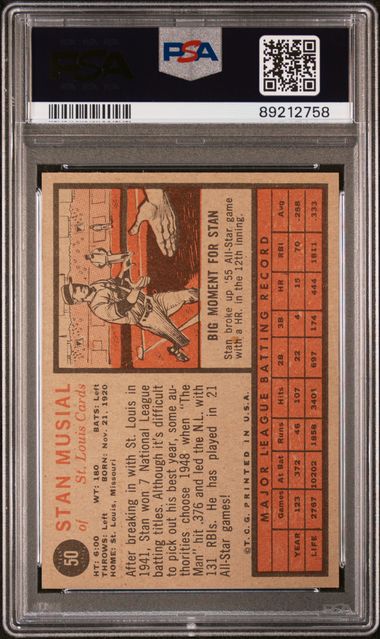 PSA
PSA
89212758
50
STAN MUSIAL
of St. Louis Cards
HT: 6:00 WT: 180 BATS: Left
THROWS: Left BORN: Nov. 21, 1920
HOME: St. Louis, Missouri
After breaking in with St. Louis in
1941, Stan won 7 National League
batting titles. Although it's difficult
to pick out his best year, some au-
thorities choose 1948 when "The
Man" hit .376 and led the N.L. with
131 RBIs. He has played in 21
All-Star games!
©T.C.G. PRINTED IN U.S.A.
BIG MOMENT FOR STAN
Stan broke up '55 All-Star game
with a HR. in the 12th inning.
MAJOR LEAGUE BATTING RECORD
Games At Bat Runs Hits 2B 3B HR RBI Avg.
YEAR 123 372 46 107 22 4 15 70 .288
LIFE 2767 10202 1858 3401 697 174 444 1811 .333